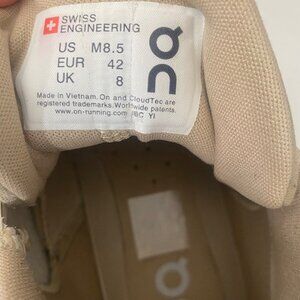 SWISS
ENGINEERING
US M8.5
EUR 42
UK 8
Made in Vietnam. On and CloudTec are
registered trademarks. Worldwide patents.
www.on-running.com